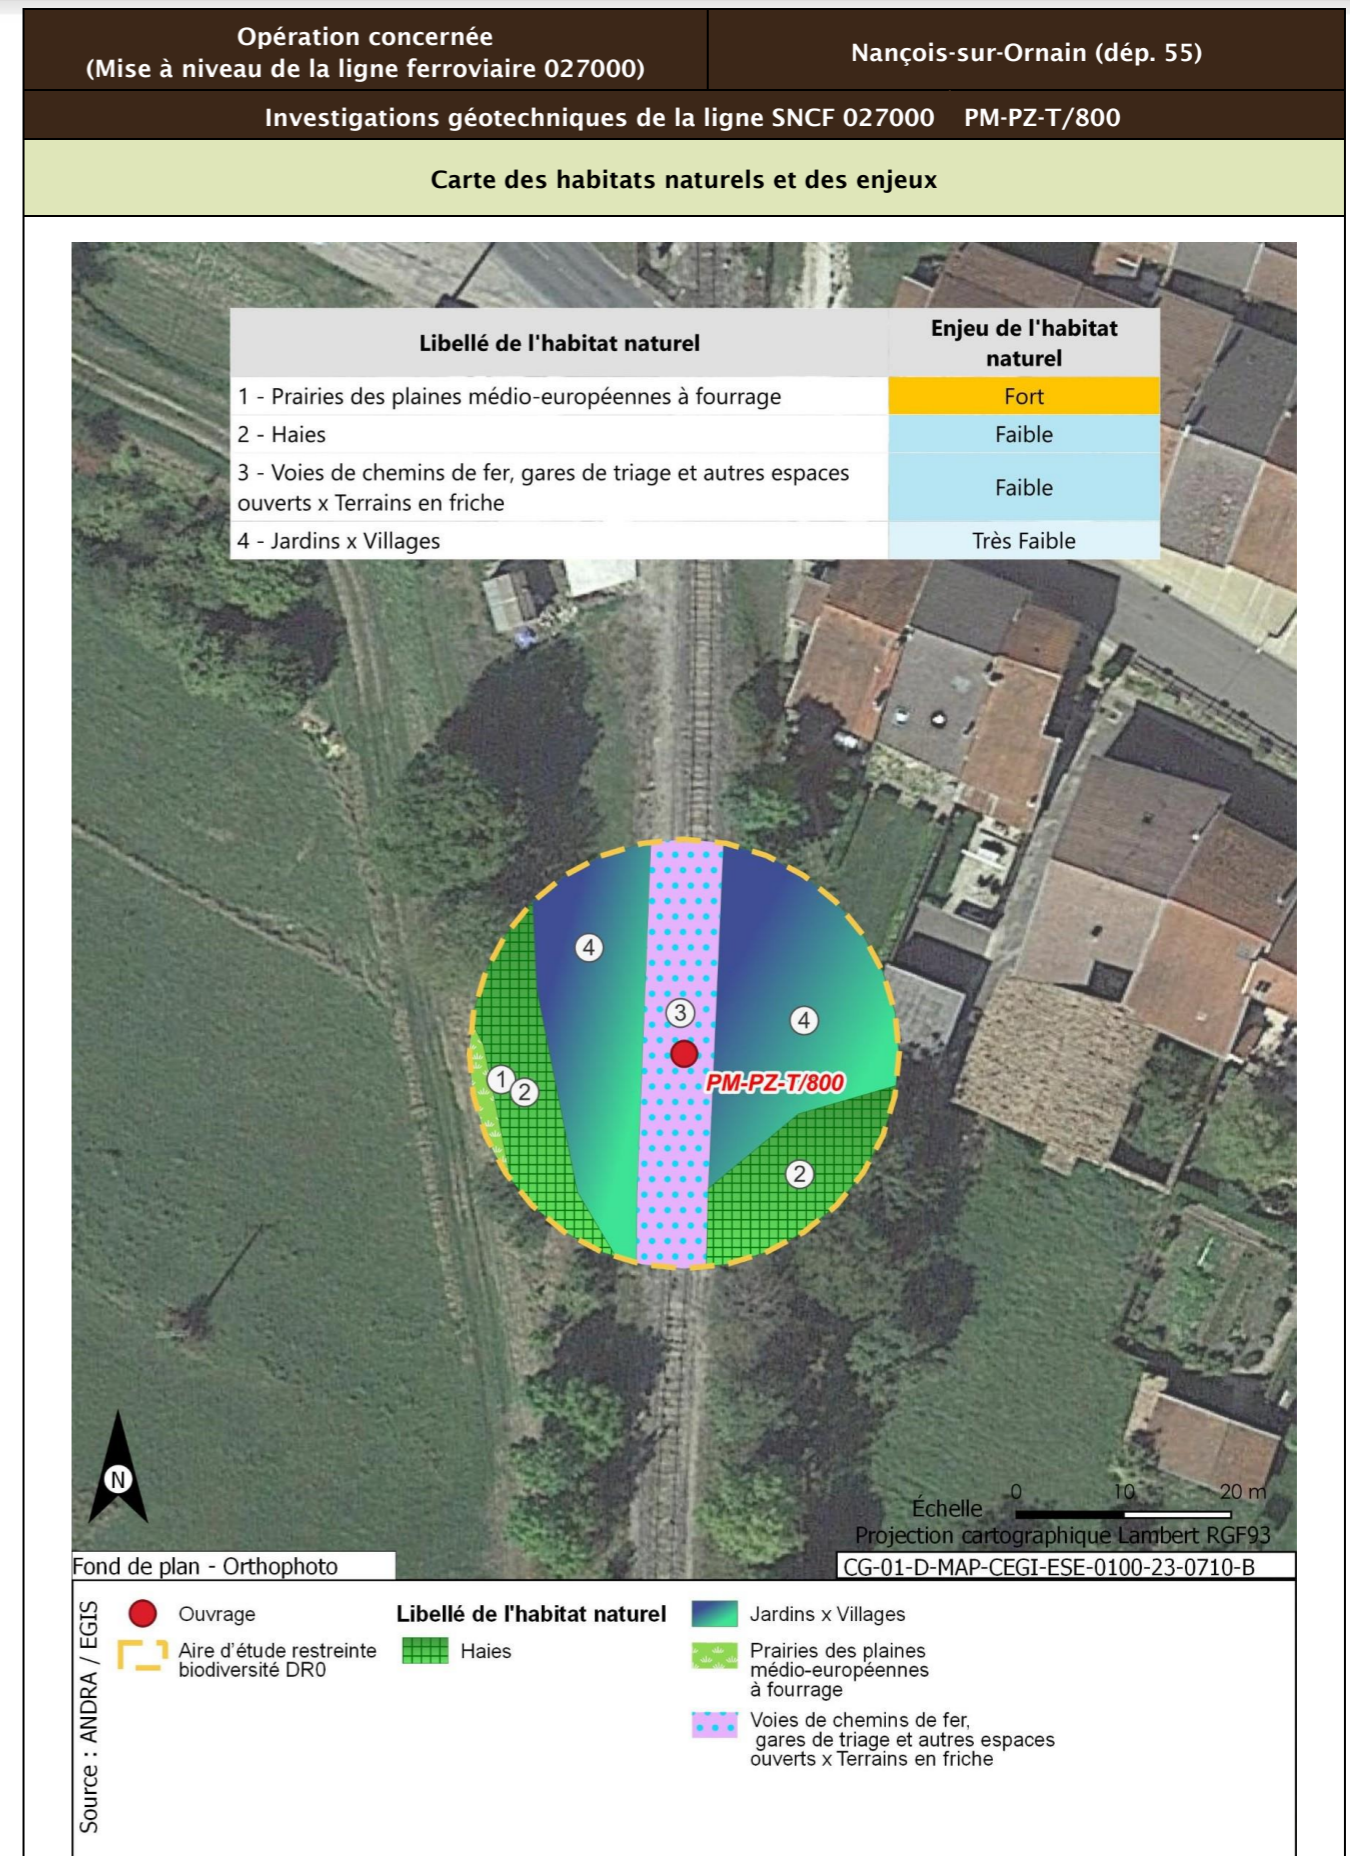 Opération concernée
(Mise à niveau de la ligne ferroviaire 027000)
Nançois-sur-Ornain (dép. 55)
Investigations géotechniques de la ligne SNCF 027000 PM-PZ-T/800
Carte des habitats naturels et des enjeux
Libellé de l'habitat naturel
Enjeu de l'habitat
naturel
1 - Prairies des plaines médio-européennes à fourrage
Fort
2 - Haies
Faible
3 - Voies de chemins de fer, gares de triage et autres espaces
ouverts x Terrains en friche
Faible
4 - Jardins x Villages
Très Faible
4
3
4
1
2
PM-PZ-T/800
2
N
Échelle
0 10 20 m
Projection cartographique Lambert RGF93
Fond de plan - Orthophoto
CG-01-D-MAP-CEGI-ESE-0100-23-0710-B
Source : ANDRA / EGIS
Ouvrage
Aire d'étude restreinte
biodiversité DR0
Libellé de l'habitat naturel
Haies
Jardins x Villages
Prairies des plaines
médio-européennes
à fourrage
Voies de chemins de fer,
gares de triage et autres espaces
ouverts x Terrains en friche